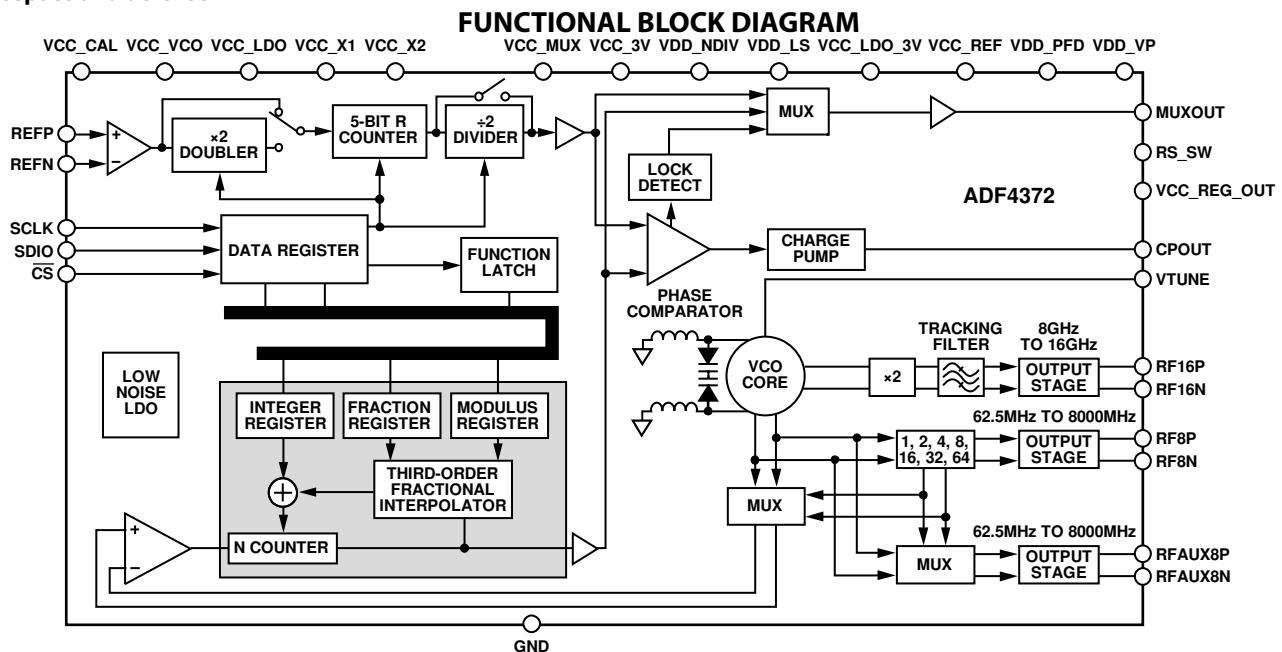 FUNCTIONAL BLOCK DIAGRAM
VCC_CAL VCC_VCO VCC_LDO VCC_X1 VCC_X2 VCC_MUX VCC_3V VDD_NDIV VDD_LS VCC_LDO_3V VCC_REF VDD_PFD VDD_VP
REFP
REFN
+
−
×2
DOUBLER
5-BIT R
COUNTER
÷2
DIVIDER
MUX
MUXOUT
RS_SW
VCC_REG_OUT
LOCK
DETECT
ADF4372
SCLK
SDIO
CS
DATA REGISTER
FUNCTION
LATCH
CHARGE
PUMP
CPOUT
VTUNE
PHASE
COMPARATOR
VCO
CORE
×2
TRACKING
FILTER
8GHz
TO 16GHz
OUTPUT
STAGE
RF16P
RF16N
LOW
NOISE
LDO
INTEGER
REGISTER
FRACTION
REGISTER
MODULUS
REGISTER
62.5MHz TO 8000MHz
1, 2, 4, 8,
16, 32, 64
OUTPUT
STAGE
RF8P
RF8N
THIRD-ORDER
FRACTIONAL
INTERPOLATOR
+
MUX
+
−
N COUNTER
62.5MHz TO 8000MHz
MUX
OUTPUT
STAGE
RFAUX8P
RFAUX8N
GND